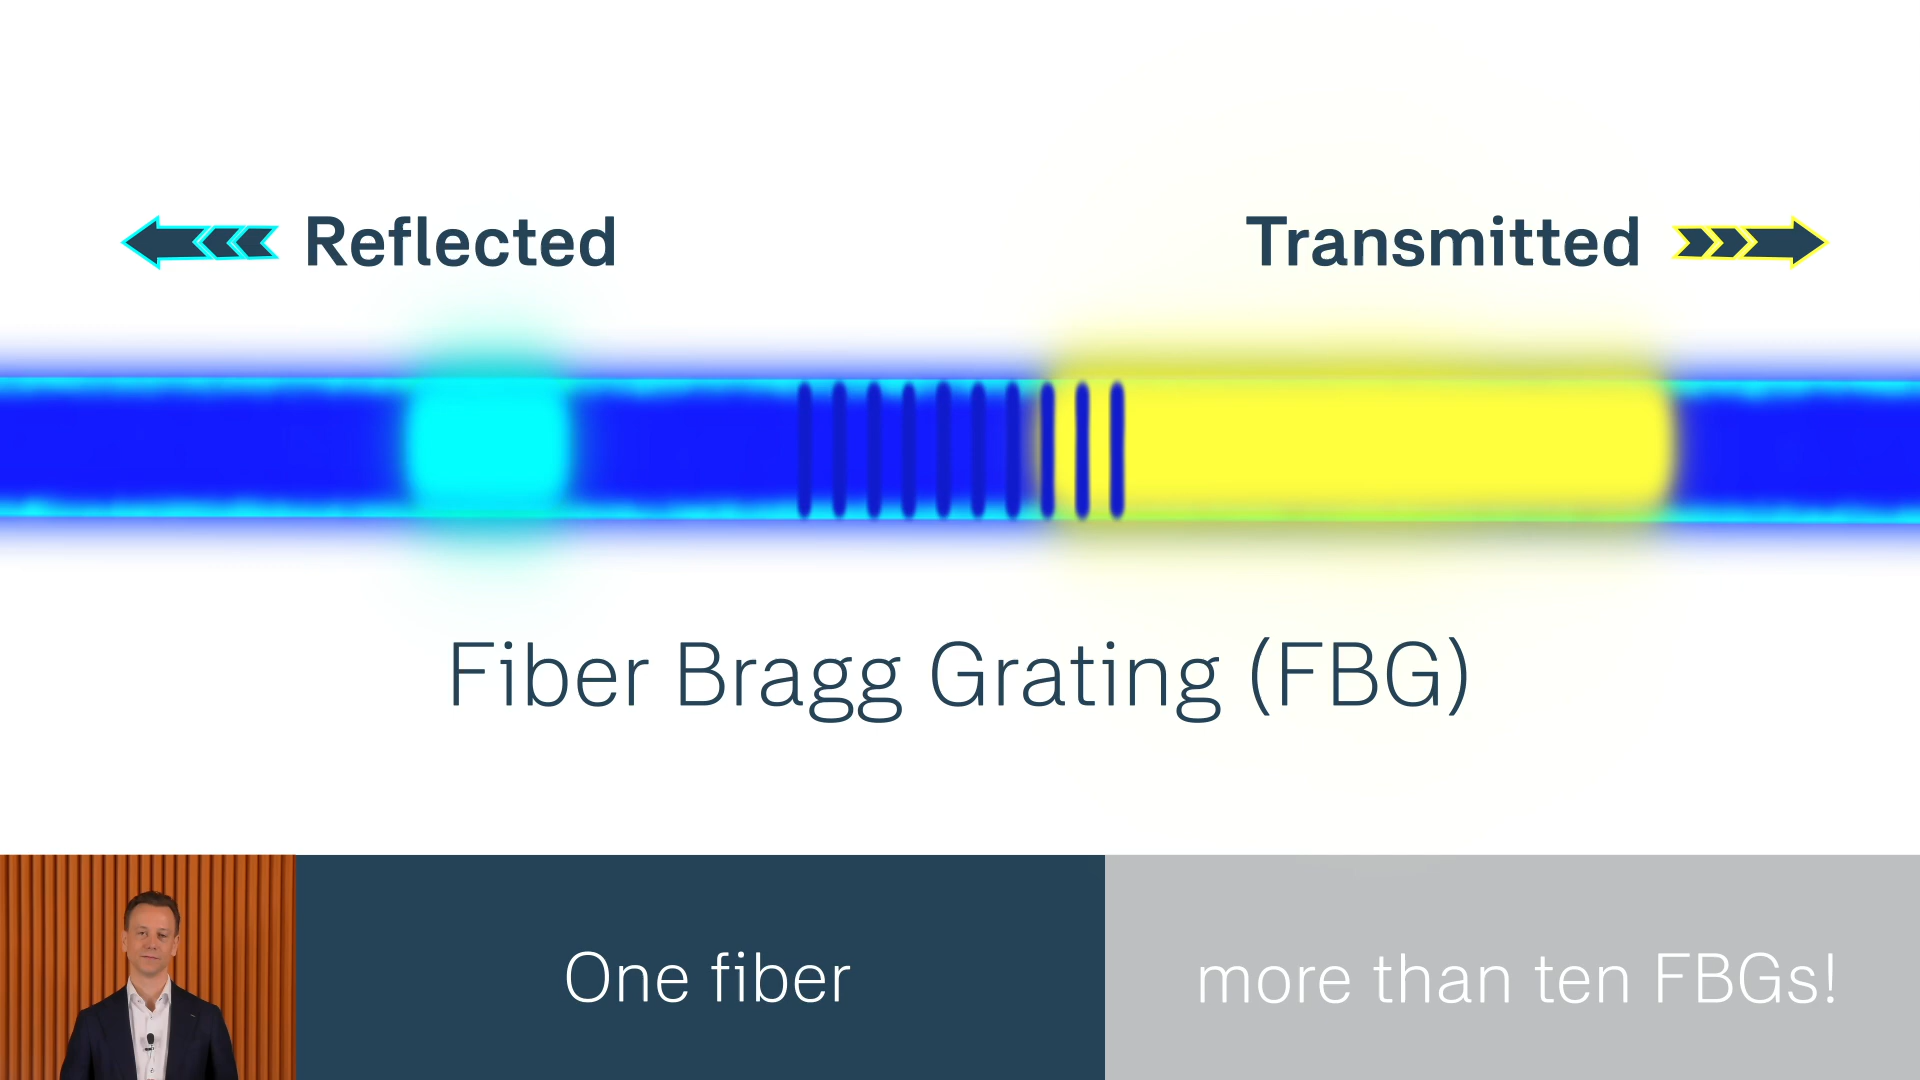 Reflected
Transmitted
Fiber Bragg Grating (FBG)
One fiber
more than ten FBGs!